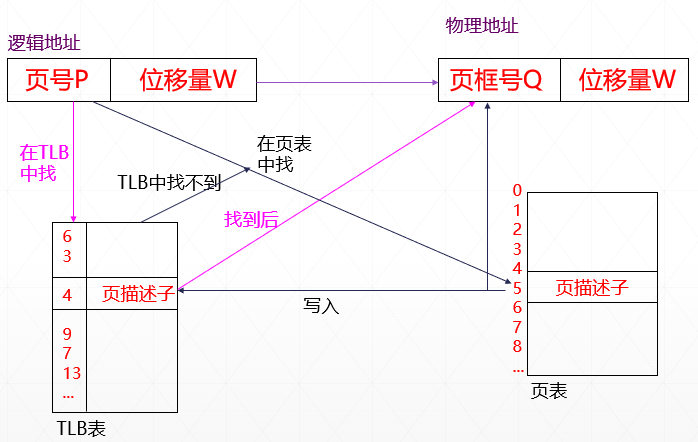 逻辑地址
物理地址
页号P
位移量W
页框号Q
位移量W
在TLB
中找
TLB中找不到
在页表
中找
找到后
6
3
4
页描述子
9
7
13
...
TLB表
写入
0
1
2
3
4
5
页描述子
6
7
8
...
页表